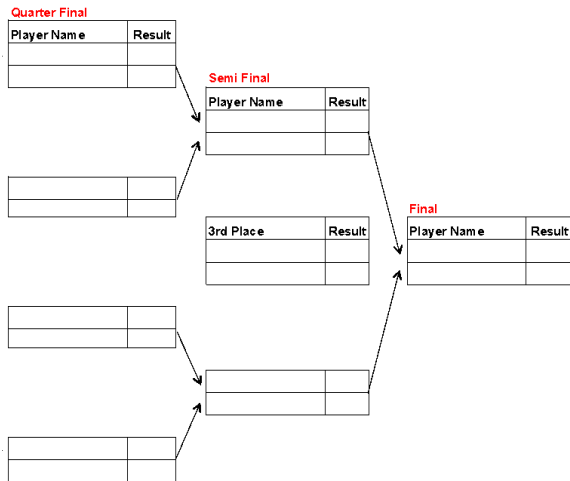 Quarter Final
Player Name Result
Semi Final
Player Name Result
3rd Place Result
Final
Player Name Result